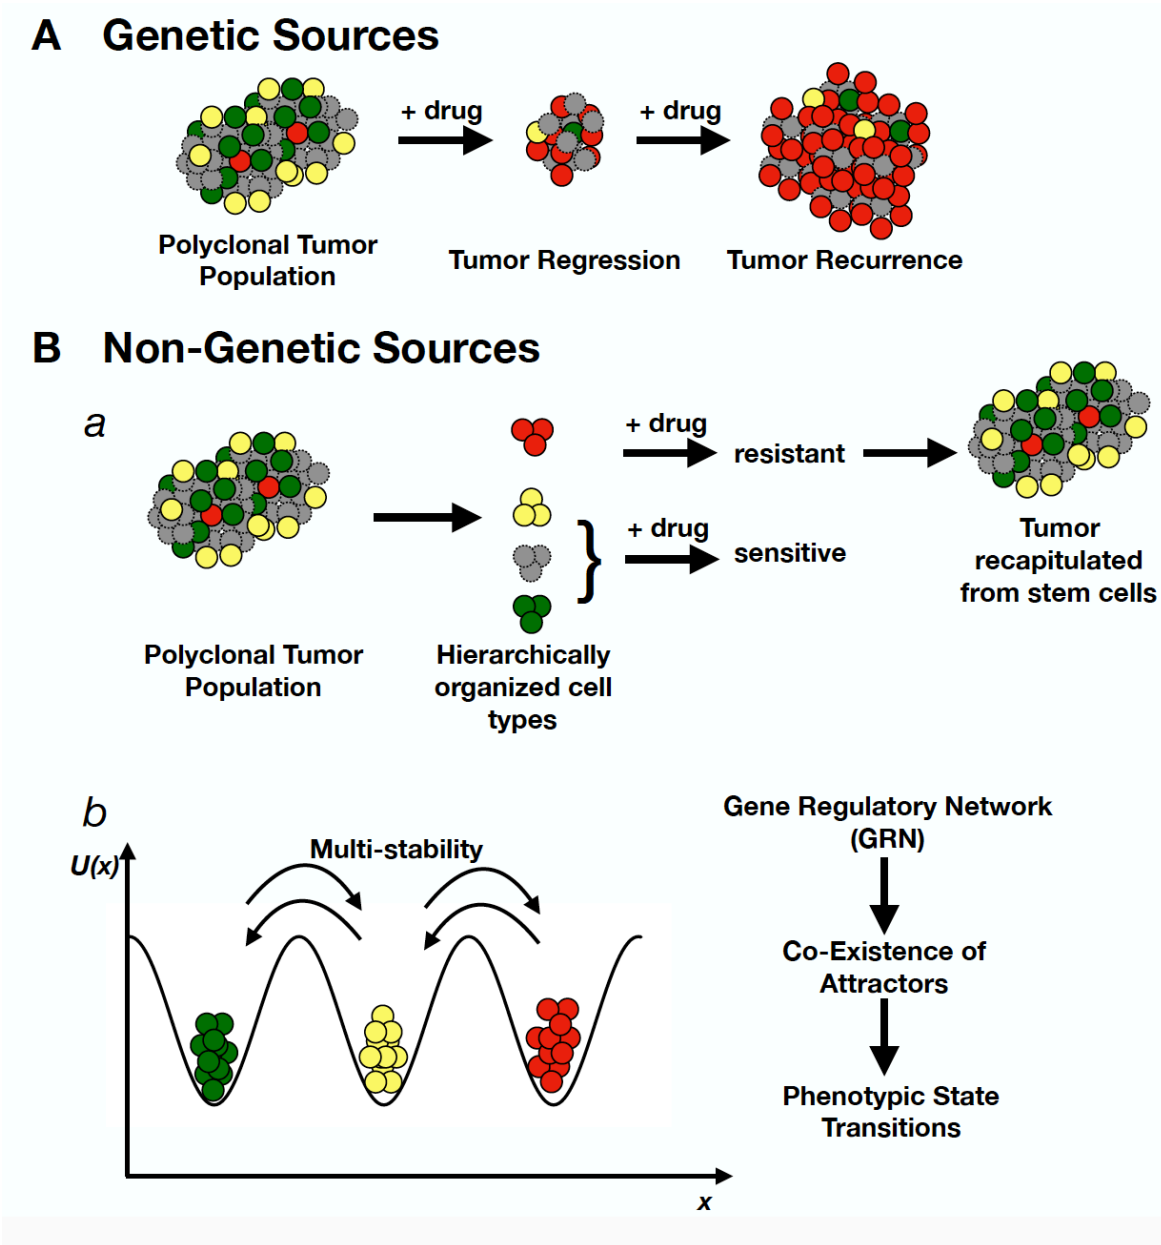 A Genetic Sources
+ drug
+ drug
Polyclonal Tumor
Population
Tumor Regression
Tumor Recurrence
B Non-Genetic Sources
a
+ drug
resistant
+ drug
sensitive
Tumor
recapitulated
from stem cells
}
Polyclonal Tumor
Population
Hierarchically
organized cell
types
b
U(x)
Multi-stability
x
Gene Regulatory Network
(GRN)
Co-Existence of
Attractors
Phenotypic State
Transitions